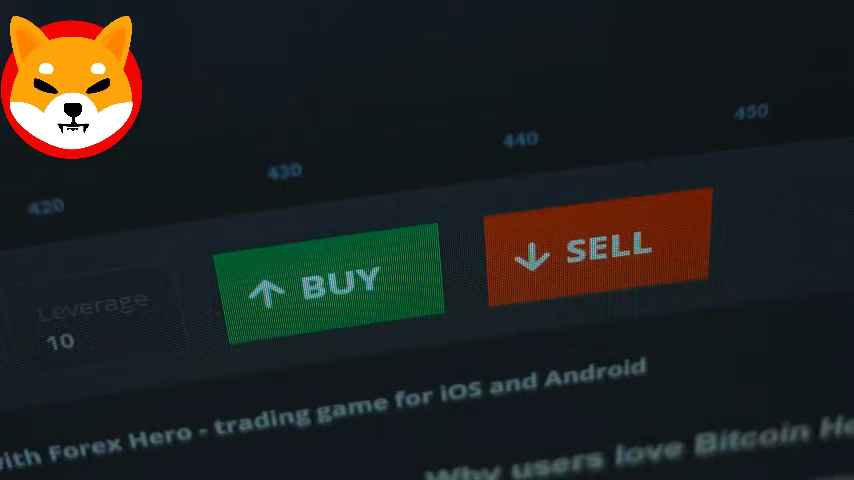 420
430
440
450
Leverage
10
BUY
SELL
with Forex Hero - trading game for iOS and Android
Why users love Bitcoin